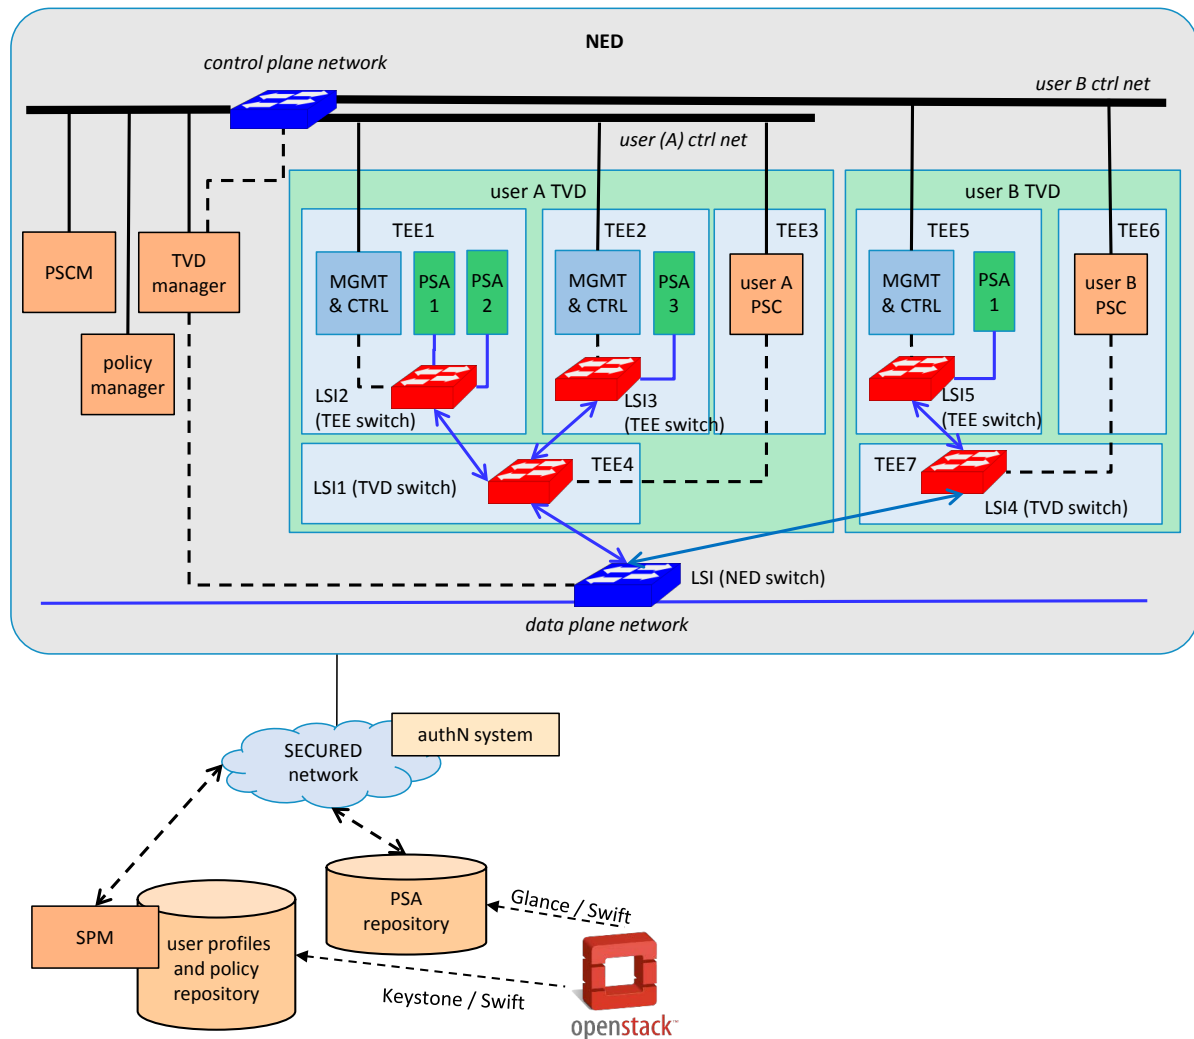 NED
control plane network
user B ctrl net
user (A) ctrl net
user A TVD
user B TVD
TEE1
TEE2
TEE3
TEE5
TEE6
PSCM
TVD
manager
policy
manager
MGMT
& CTRL
PSA
1
PSA
2
MGMT
& CTRL
PSA
3
user A
PSC
MGMT
& CTRL
PSA
1
user B
PSC
LSI2
(TEE switch)
LSI3
(TEE switch)
LSI5
(TEE switch)
TEE4
LSI1 (TVD switch)
TEE7
LSI4 (TVD switch)
LSI (NED switch)
data plane network
authN system
SECURED
network
PSA
repository
Glance / Swift
SPM
user profiles
and policy
repository
Keystone / Swift
openstack™